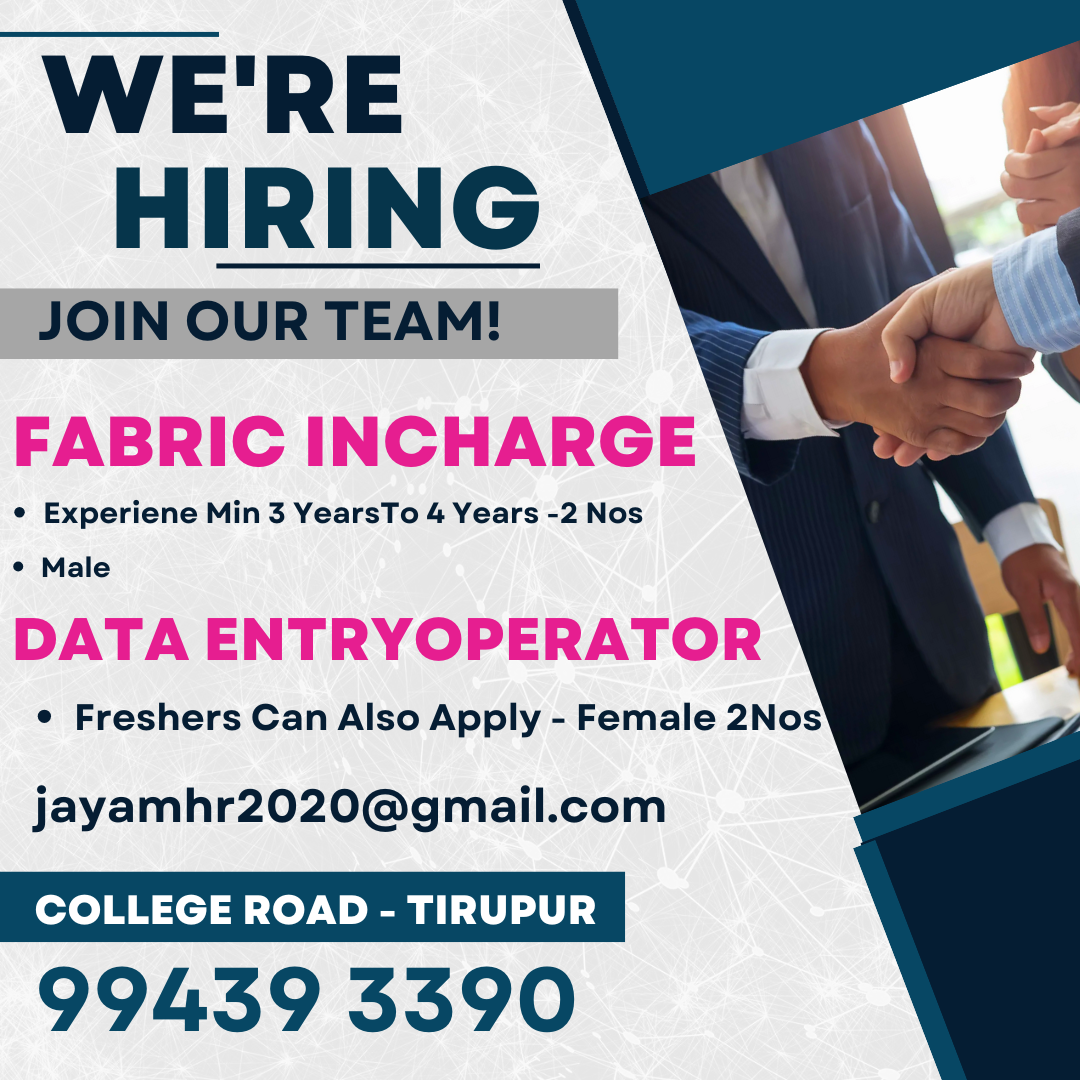 WE'RE
HIRING
JOIN OUR TEAM!
FABRIC INCHARGE
• Experiene Min 3 YearsTo 4 Years -2 Nos
• Male
DATA ENTRYOPERATOR
• Freshers Can Also Apply - Female 2Nos
jayamhr2020@gmail.com
COLLEGE ROAD - TIRUPUR
99439 3390